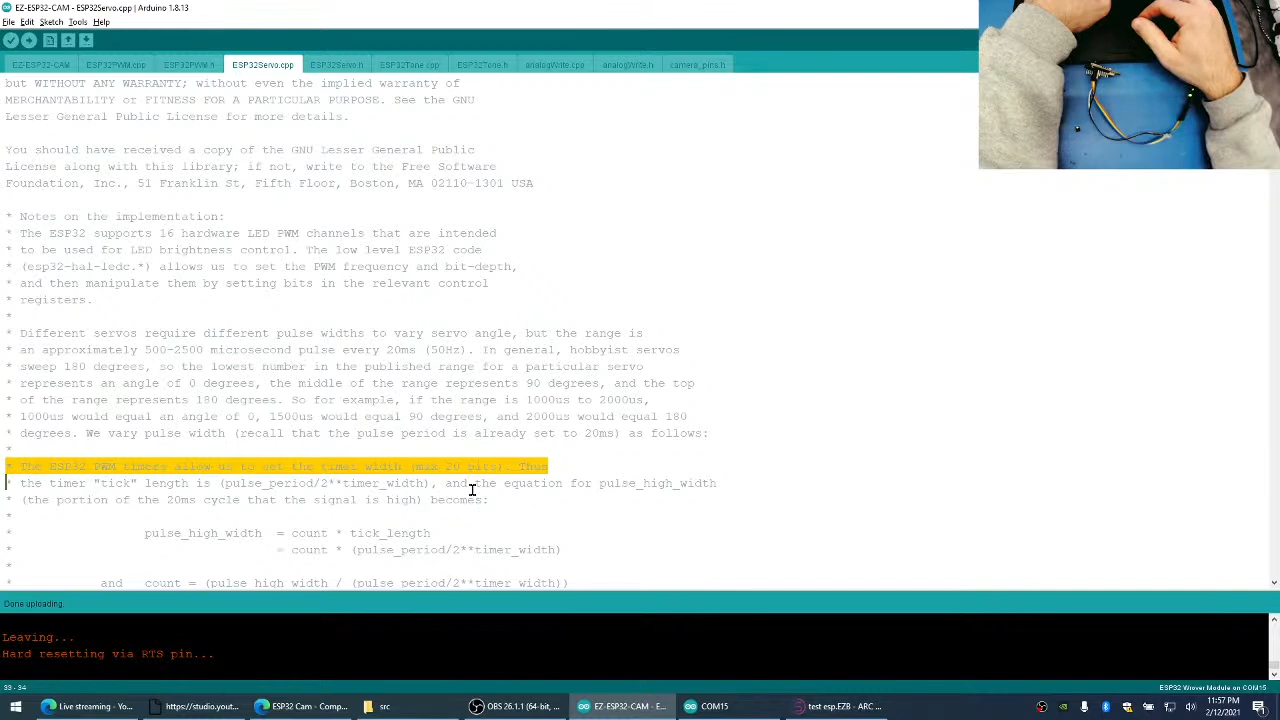 EZ-ESP32-CAM - ESP32Servo.cpp | Arduino 1.8.13
File Edit Sketch Tools Help
EZ-ESP32-CAM ESP32PWM.cpp ESP32PWM.h ESP32Servo.cpp ESP32Servo.h ESP32Tone.cpp ESP32Tone.h analogWrite.cpp analogWrite.h camera_pins.h
but WITHOUT ANY WARRANTY; without even the implied warranty of
MERCHANTABILITY or FITNESS FOR A PARTICULAR PURPOSE. See the GNU
Lesser General Public License for more details.
You should have received a copy of the GNU Lesser General Public
License along with this library; if not, write to the Free Software
Foundation, Inc., 51 Franklin St, Fifth Floor, Boston, MA 02110-1301 USA
* Notes on the implementation:
* The ESP32 supports 16 hardware LED PWM channels that are intended
* to be used for LED brightness control. The low level ESP32 code
* (esp32-hal-ledc.*) allows us to set the PWM frequency and bit-depth,
* and then manipulate them by setting bits in the relevant control
* registers.
*
* Different servos require different pulse widths to vary servo angle, but the range is
* an approximately 500-2500 microsecond pulse every 20ms (50Hz). In general, hobbyist servos
* sweep 180 degrees, so the lowest number in the published range for a particular servo
* represents an angle of 0 degrees, the middle of the range represents 90 degrees, and the top
* of the range represents 180 degrees. So for example, if the range is 1000us to 2000us,
* 1000us would equal an angle of 0, 1500us would equal 90 degrees, and 2000us would equal 180
* degrees. We vary pulse width (recall that the pulse period is already set to 20ms) as follows:
*
* The ESP32 PWM timers allow us to set the timer width (max 20 bits). Thus
* the timer "tick" length is (pulse_period/2**timer_width), and the equation for pulse_high_width
* (the portion of the 20ms cycle that the signal is high) becomes:
*
* pulse_high_width = count * tick_length
* = count * (pulse_period/2**timer_width)
*
* and count = (pulse_high_width / (pulse_period/2**timer_width))
Done uploading.
Leaving...
Hard resetting via RTS pin...
33 - 34 ESP32 Wrover Module on COM15
Live streaming - Yo... https://studio.yout... ESP32 Cam - Comp... src OBS 26.1.1 (64-bit, ... EZ-ESP32-CAM - E... COM15 test esp.EZB - ARC ... 11:57 PM
2/12/2021